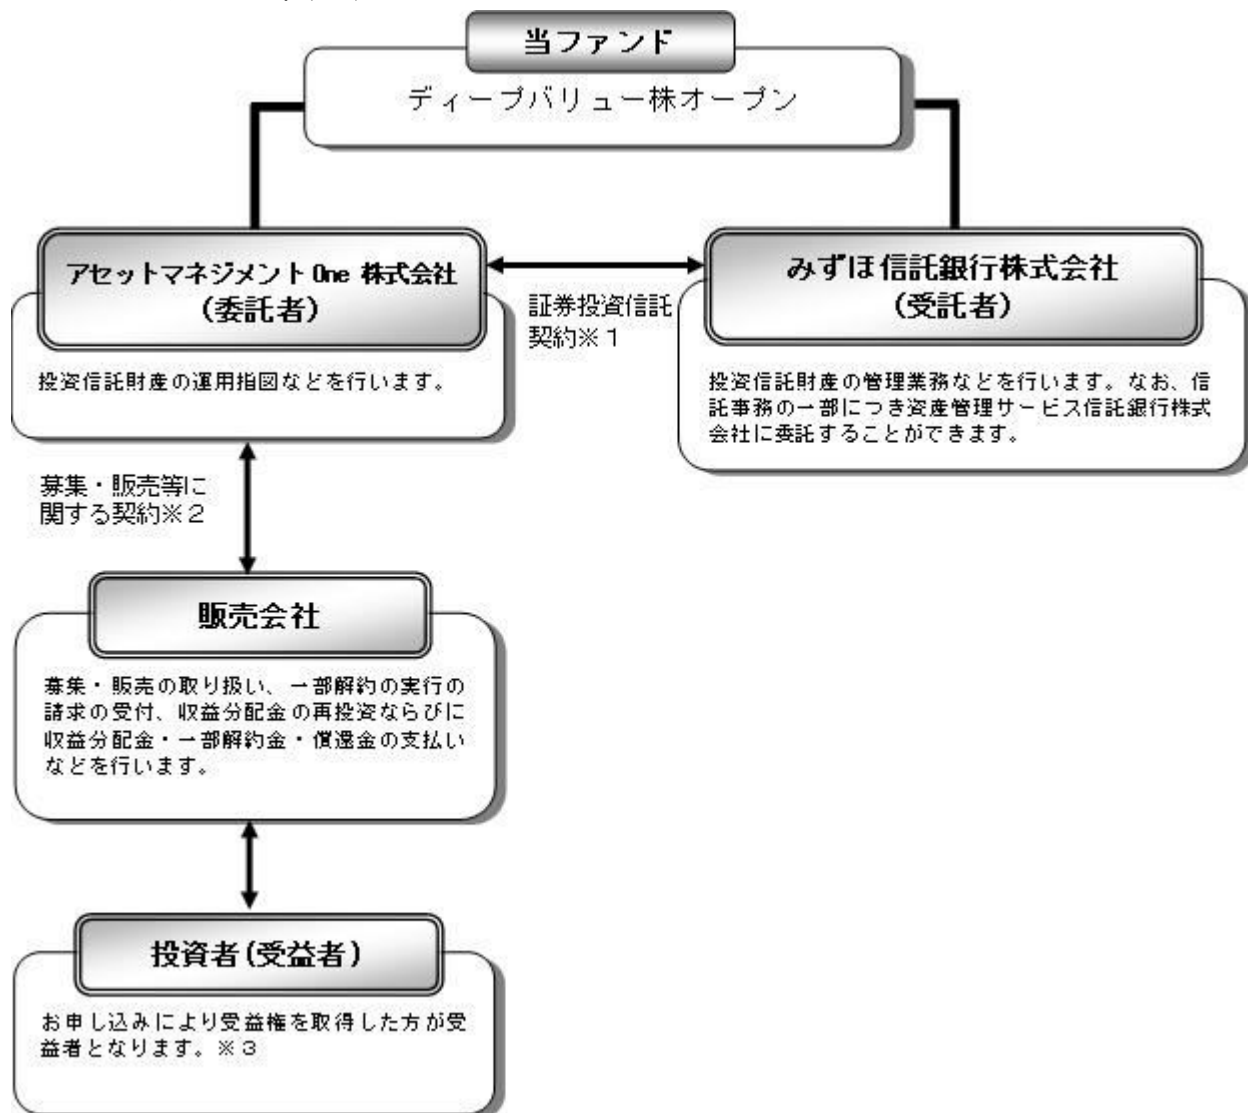 当ファンド
ディープバリュー株オープン
アセットマネジメントOne 株式会社
(委託者)
投資信託財産の運用指図などを行います。
証券投資信託
契約※1
みずほ信託銀行株式会社
(受託者)
投資信託財産の管理業務などを行います。なお、信
託事務の一部につき資産管理サービス信託銀行株式
会社に委託することができます。
募集・販売等に
関する契約※2
販売会社
募集・販売の取り扱い、一部解約の実行の
請求の受付、収益分配金の再投資ならびに
収益分配金・一部解約金・償還金の支払い
などを行います。
投資者(受益者)
お申し込みにより受益権を取得した方が受
益者となります。※3